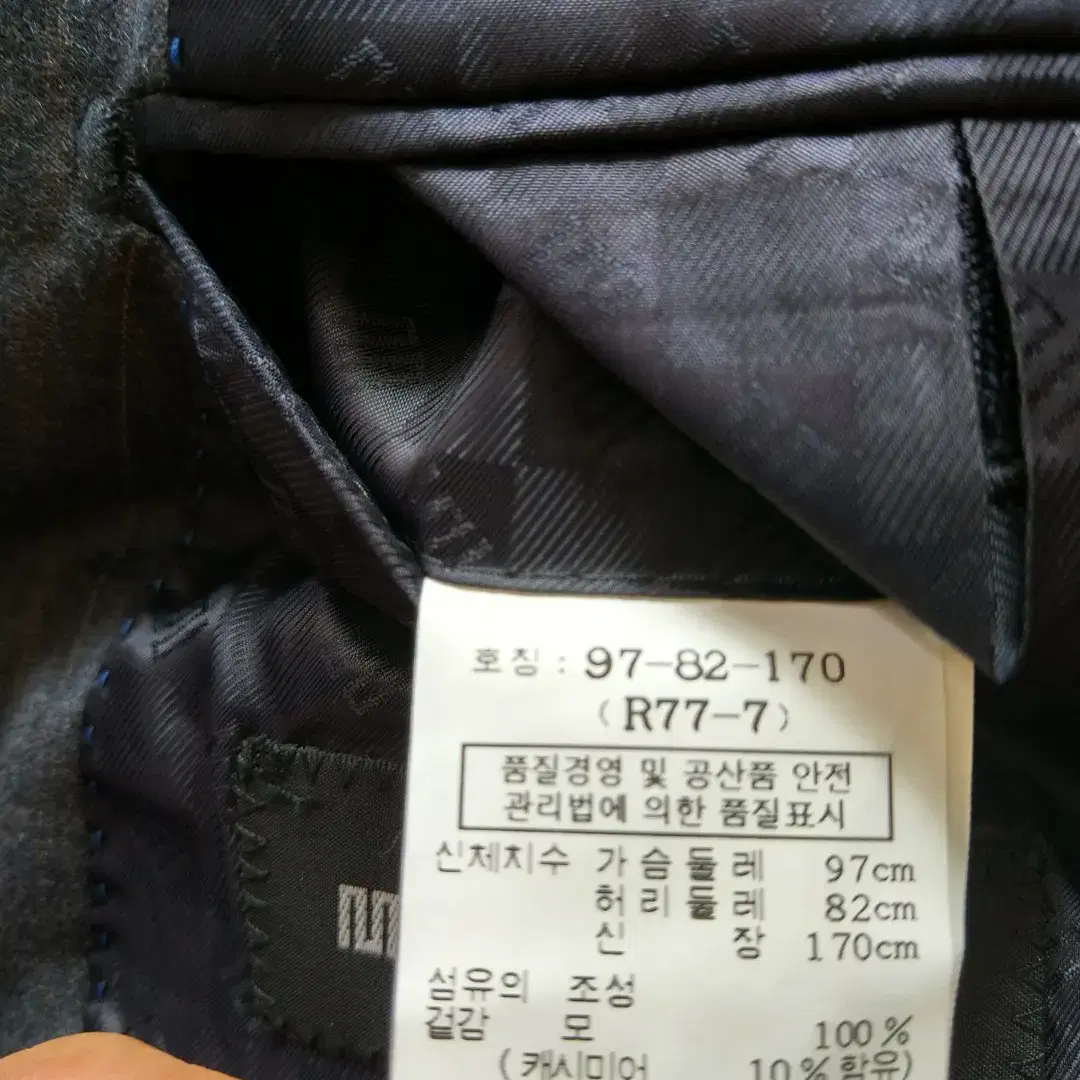 호칭 : 97-82-170
(R77-7)
품질경영 및 공산품 안전
관리법에 의한 품질표시
신체치수 가슴둘레 97cm
허리둘레 82cm
신장 170cm
섬유의 조성
겉감 모 100%
(캐시미어 10%함유)